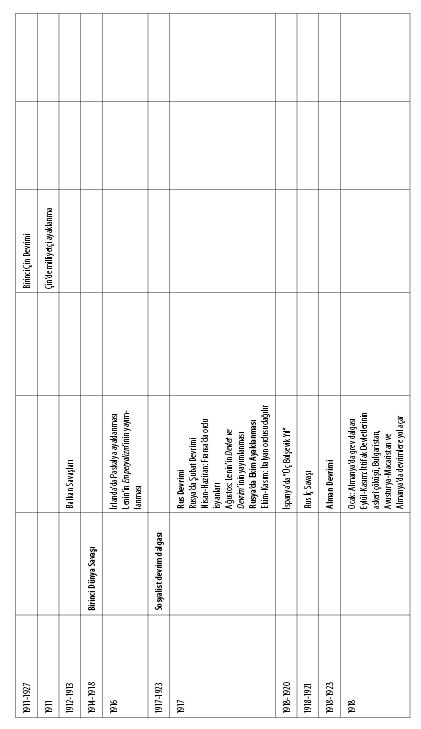 1911-1927
Birinci Çin Devrimi
1911
Çin'de milliyetçi ayaklanma
1912-1913
Balkan Savaşları
1914-1918
Birinci Dünya Savaşı
1916
İrlanda'da Paskalya ayaklanması
Lenin'in Emperyalizm'inin yayım-
lanması
1917-1923
Sosyalist devrim dalgası
1917
Rus Devrimi
Rusya'da Şubat Devrimi
Nisan-Haziran: Fransa'da ordu
isyanları
Ağustos: Lenin'in Devlet ve
Devrim'inin yayımlanması
Rusya'da Ekim Ayaklanması
Ekim-Kasım: İtalyan ordusu dağılır
1918-1920
İspanya'da "Üç Bolşevik Yıl"
1918-1921
Rus İç Savaşı
1918-1923
Alman Devrimi
1918
Ocak: Almanya'da grev dalgası
Eylül-Kasım: İttifak Devletlerinin
askeri çöküşü, Bulgaristan,
Avusturya-Macaristan ve
Almanya'da devrimlere yol açar